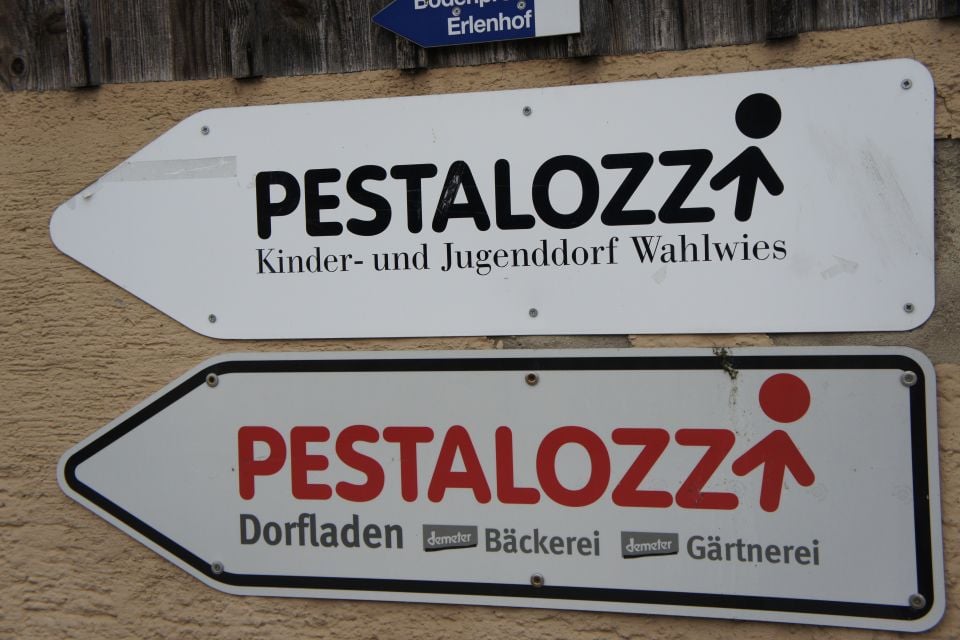 Erlenhof
PESTALOZZI
Kinder- und Jugenddorf Wahlwies
PESTALOZZI
Dorfladen demeter Bäckerei demeter Gärtnerei